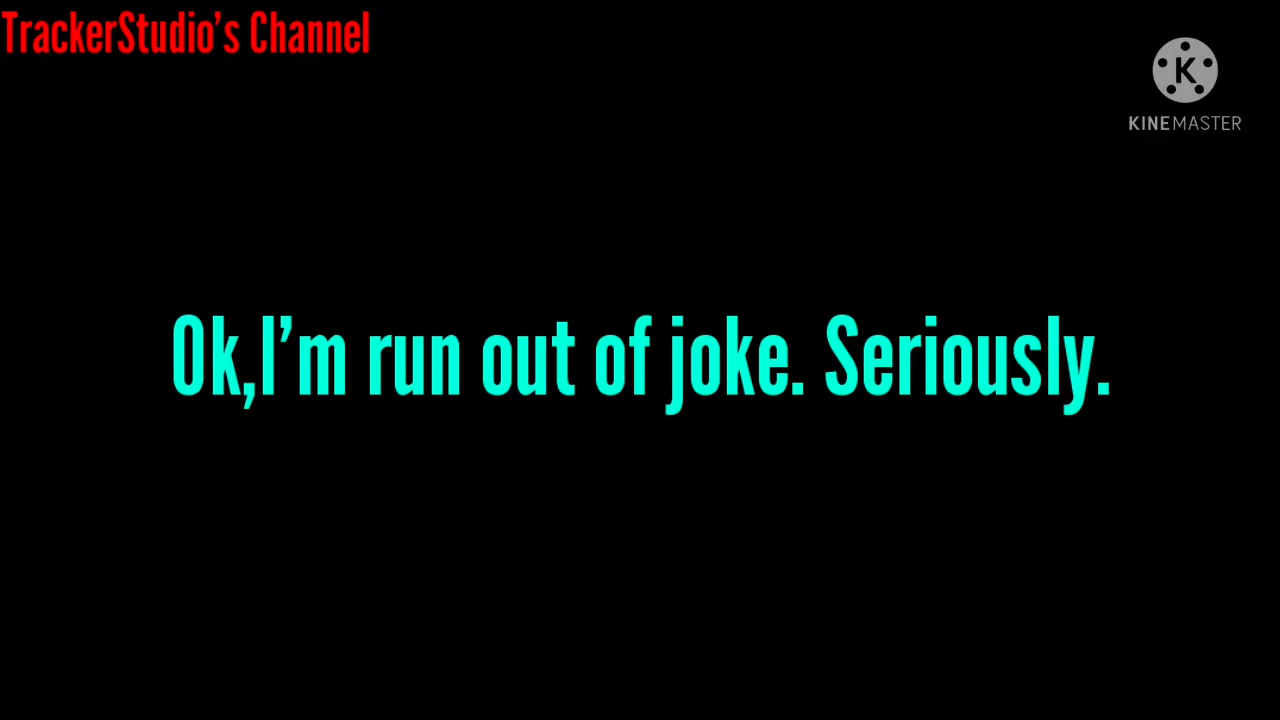 TrackerStudio’s Channel
K
KINEMASTER
Ok,I’m run out of joke. Seriously.